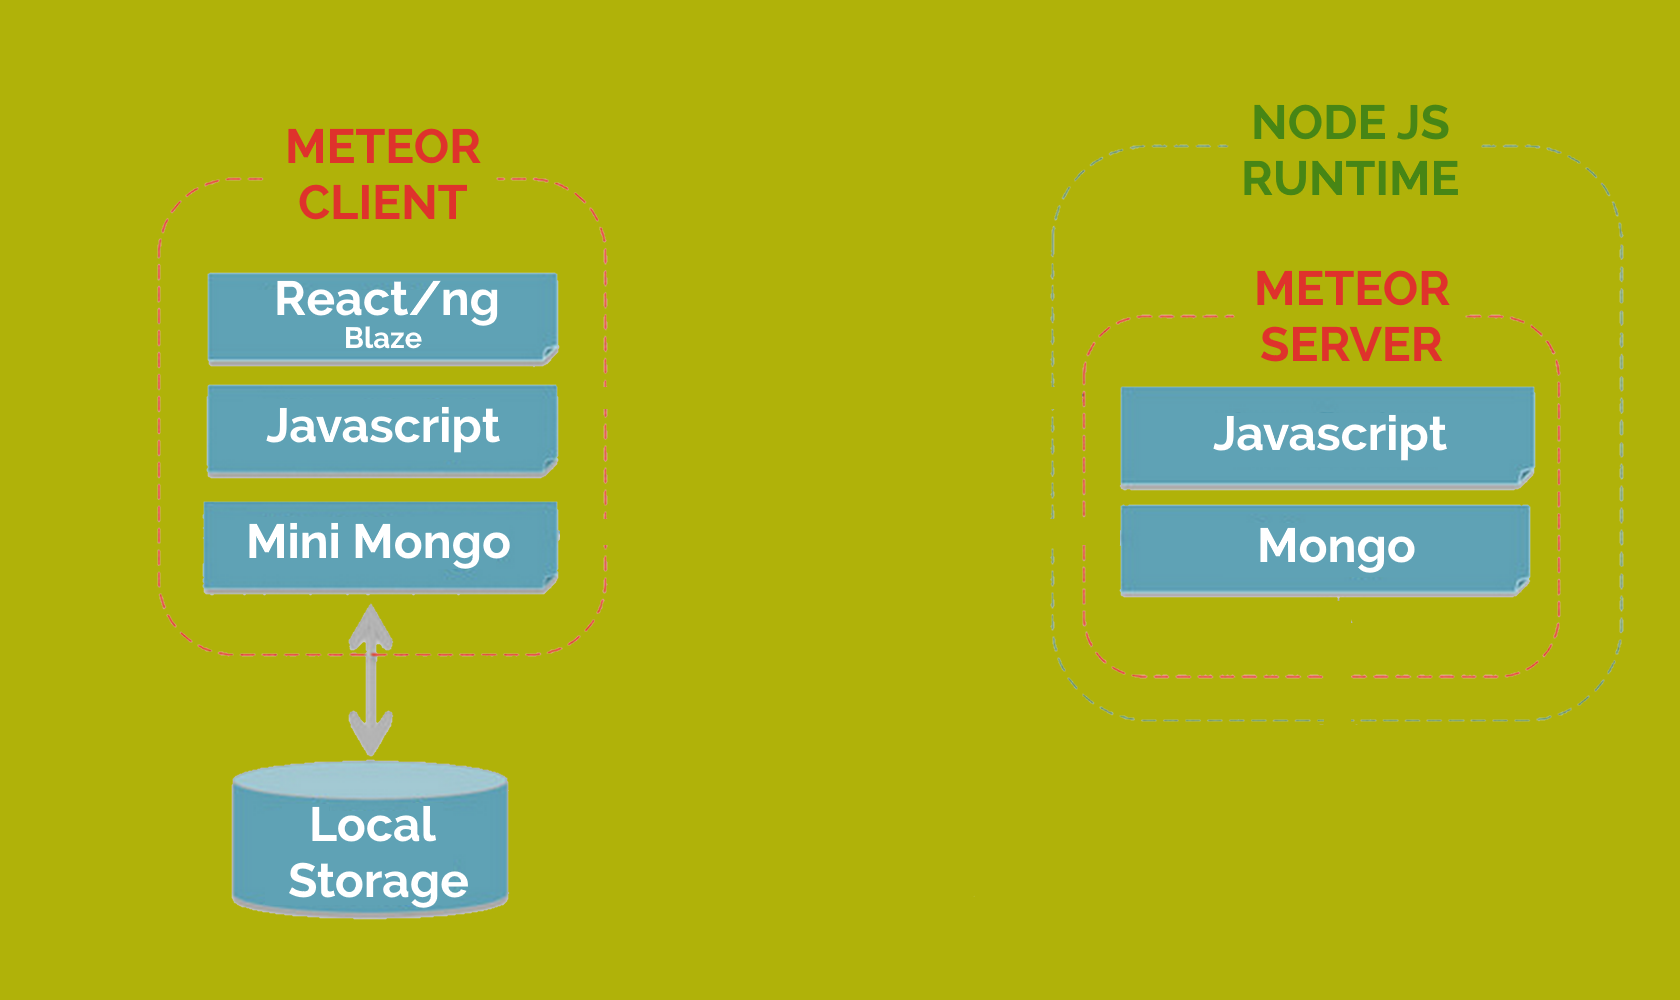 METEOR
CLIENT
React/ng
Blaze
Javascript
Mini Mongo
Local
Storage
NODE JS
RUNTIME
METEOR
SERVER
Javascript
Mongo